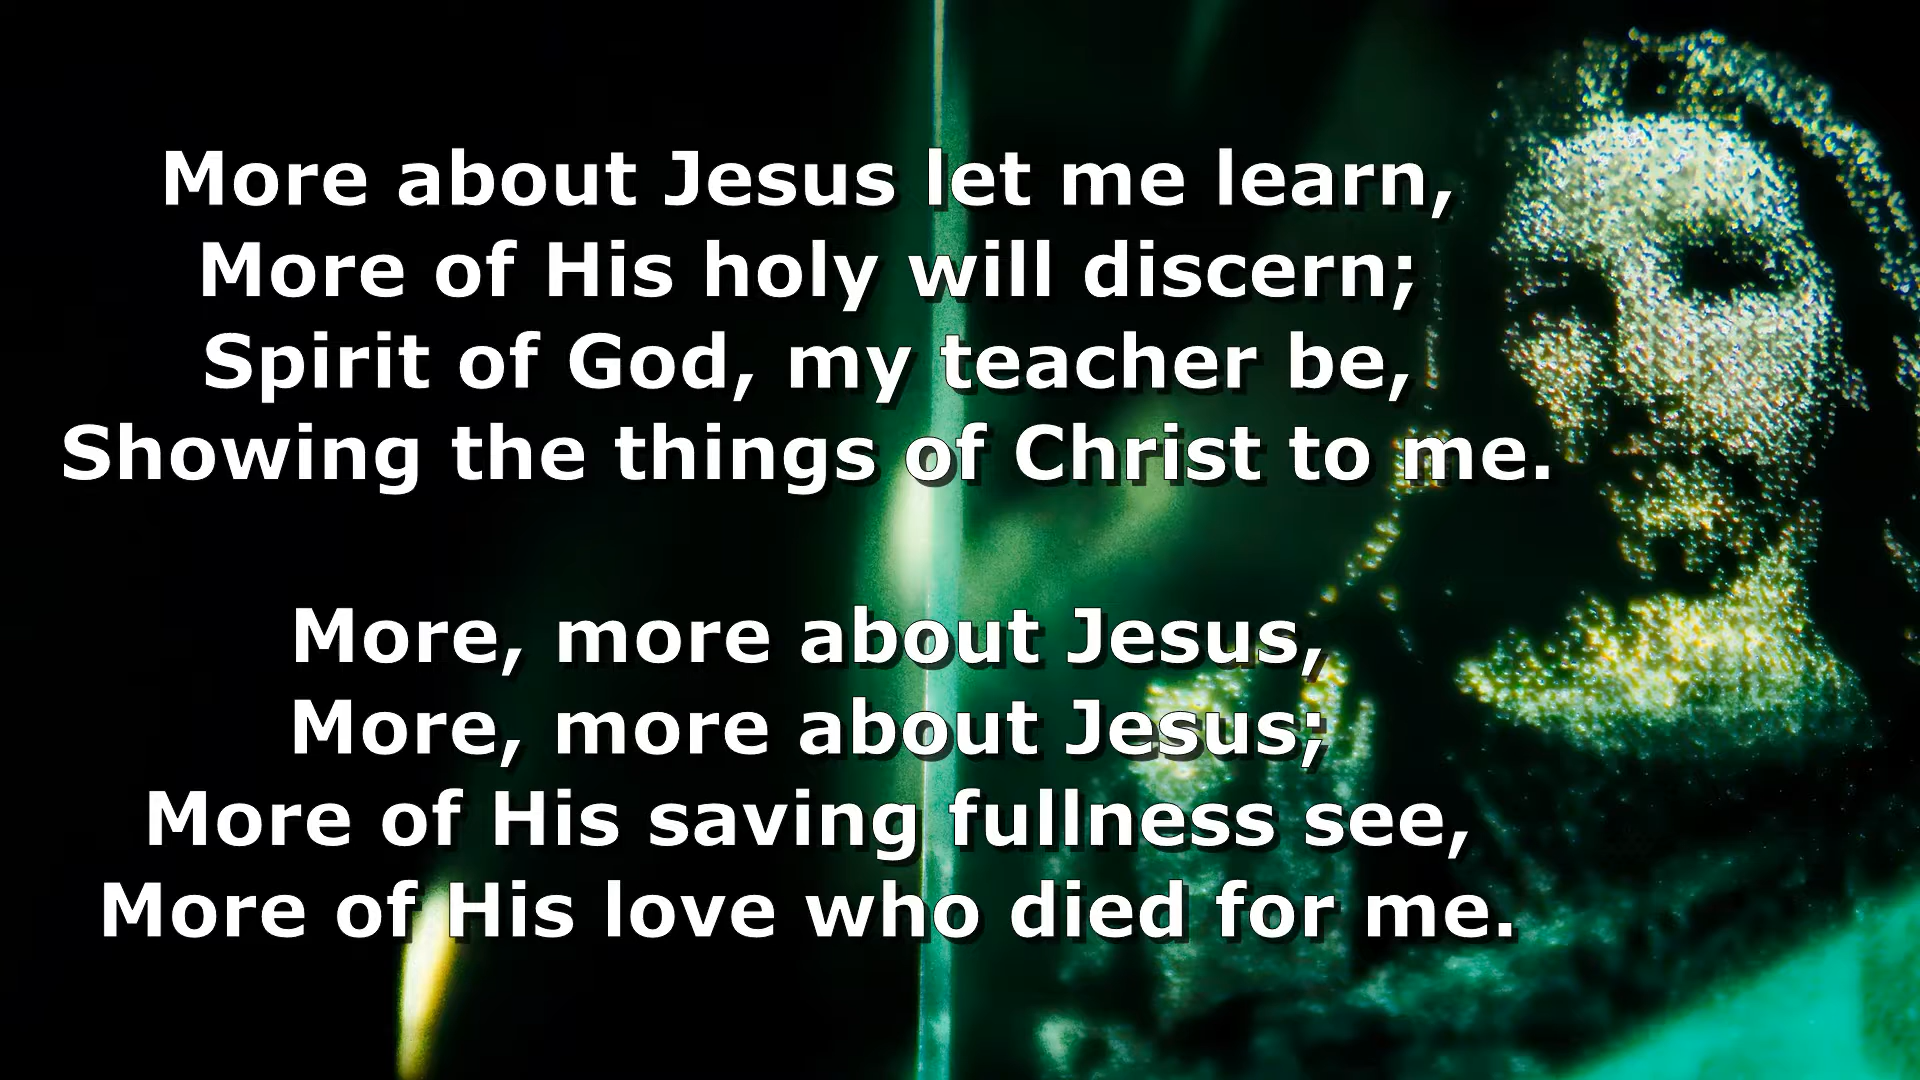 More about Jesus let me learn,
More of His holy will discern;
Spirit of God, my teacher be,
Showing the things of Christ to me.

More, more about Jesus,
More, more about Jesus;
More of His saving fullness see,
More of His love who died for me.